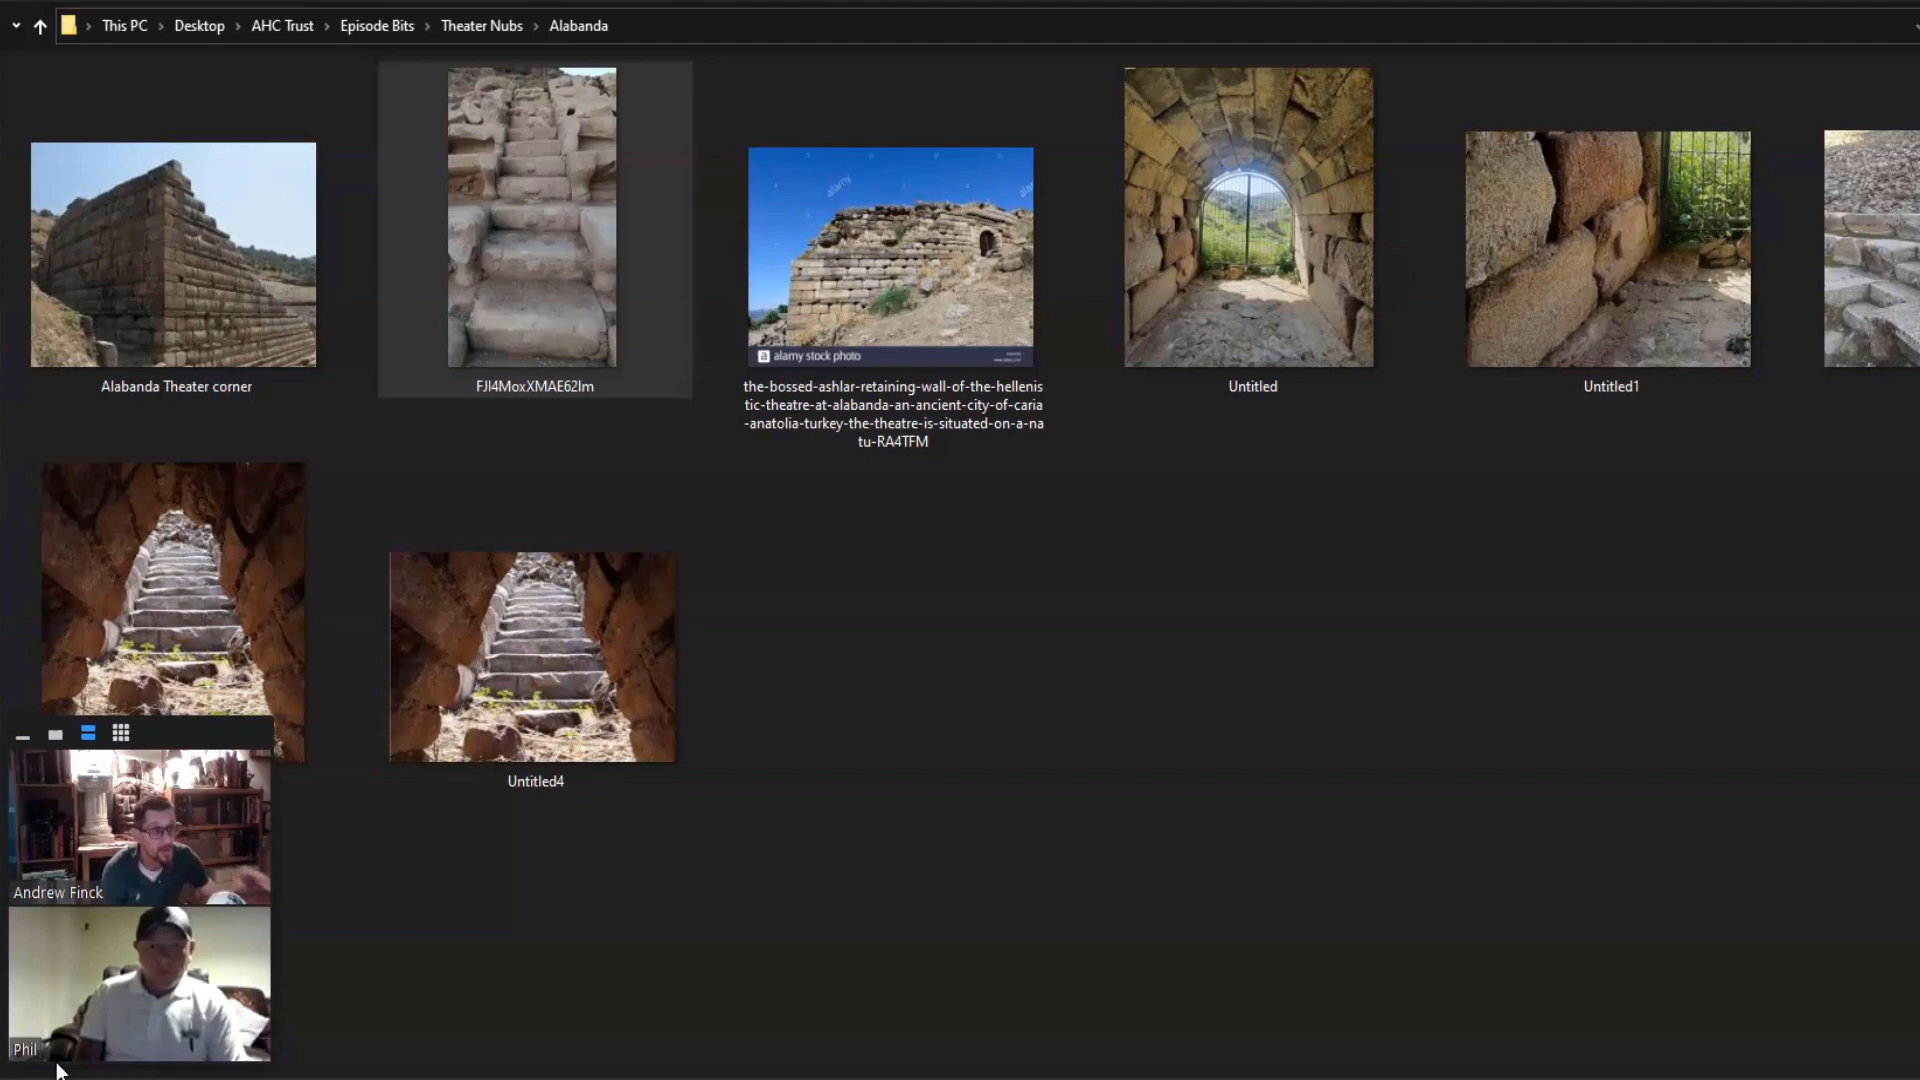 This PC > Desktop > AHC Trust > Episode Bits > Theater Nubs > Alabanda
alamy
a alamy stock photo
Alabanda Theater corner
FJI4MoxXMAE62Im
the-bossed-ashlar-retaining-wall-of-the-hellenis
tic-theatre-at-alabanda-an-ancient-city-of-caria
-anatolia-turkey-the-theatre-is-situated-on-a-na
tu-RA4TFM
Untitled
Untitled1
Untitled4
Andrew Finck
Phil